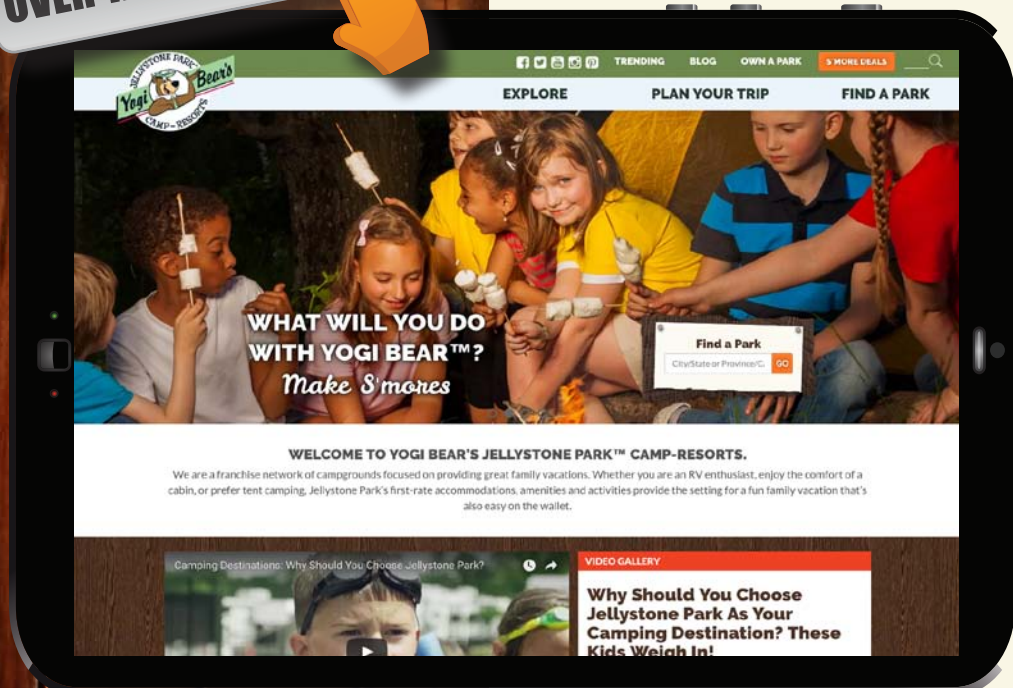 OVER
JELLYSTONE PARK
Yogi Bear's
CAMP-RESORTS
TRENDING BLOG OWN A PARK S'MORE DEALS
EXPLORE PLAN YOUR TRIP FIND A PARK
WHAT WILL YOU DO
WITH YOGI BEAR™?
Make S'mores
Find a Park
City/State or Province/Z.. GO
WELCOME TO YOGI BEAR'S JELLYSTONE PARK™ CAMP-RESORTS.
We are a franchise network of campgrounds focused on providing great family vacations. Whether you are an RV enthusiast, enjoy the comfort of a
cabin, or prefer tent camping, Jellystone Park's first-rate accommodations, amenities and activities provide the setting for a fun family vacation that's
also easy on the wallet.
Camping Destinations: Why Should You Choose Jellystone Park?
VIDEO GALLERY
Why Should You Choose
Jellystone Park As Your
Camping Destination? These
Kids Weigh In!